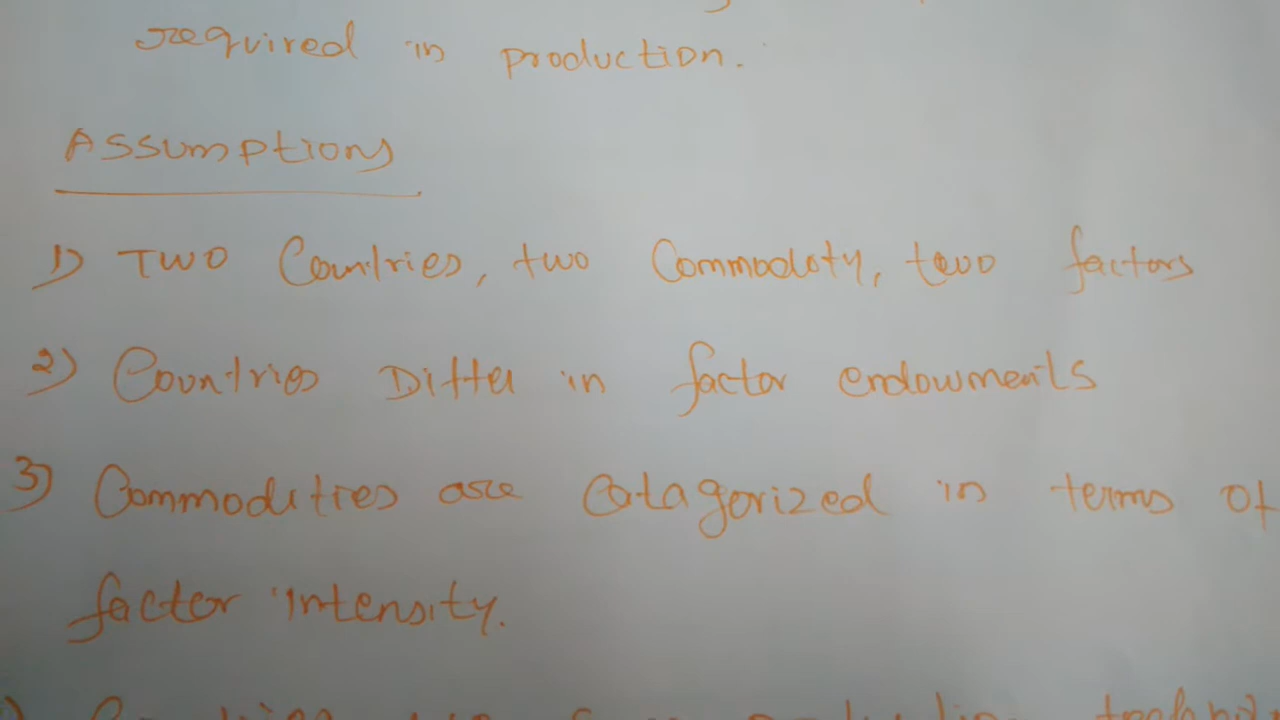 required in production.
Assumptions
1) Two Countries, two Commodoty, two factors
2) Countries Differ in factor endowments
3) Commodities are Catagorized in terms of
factor intensity.